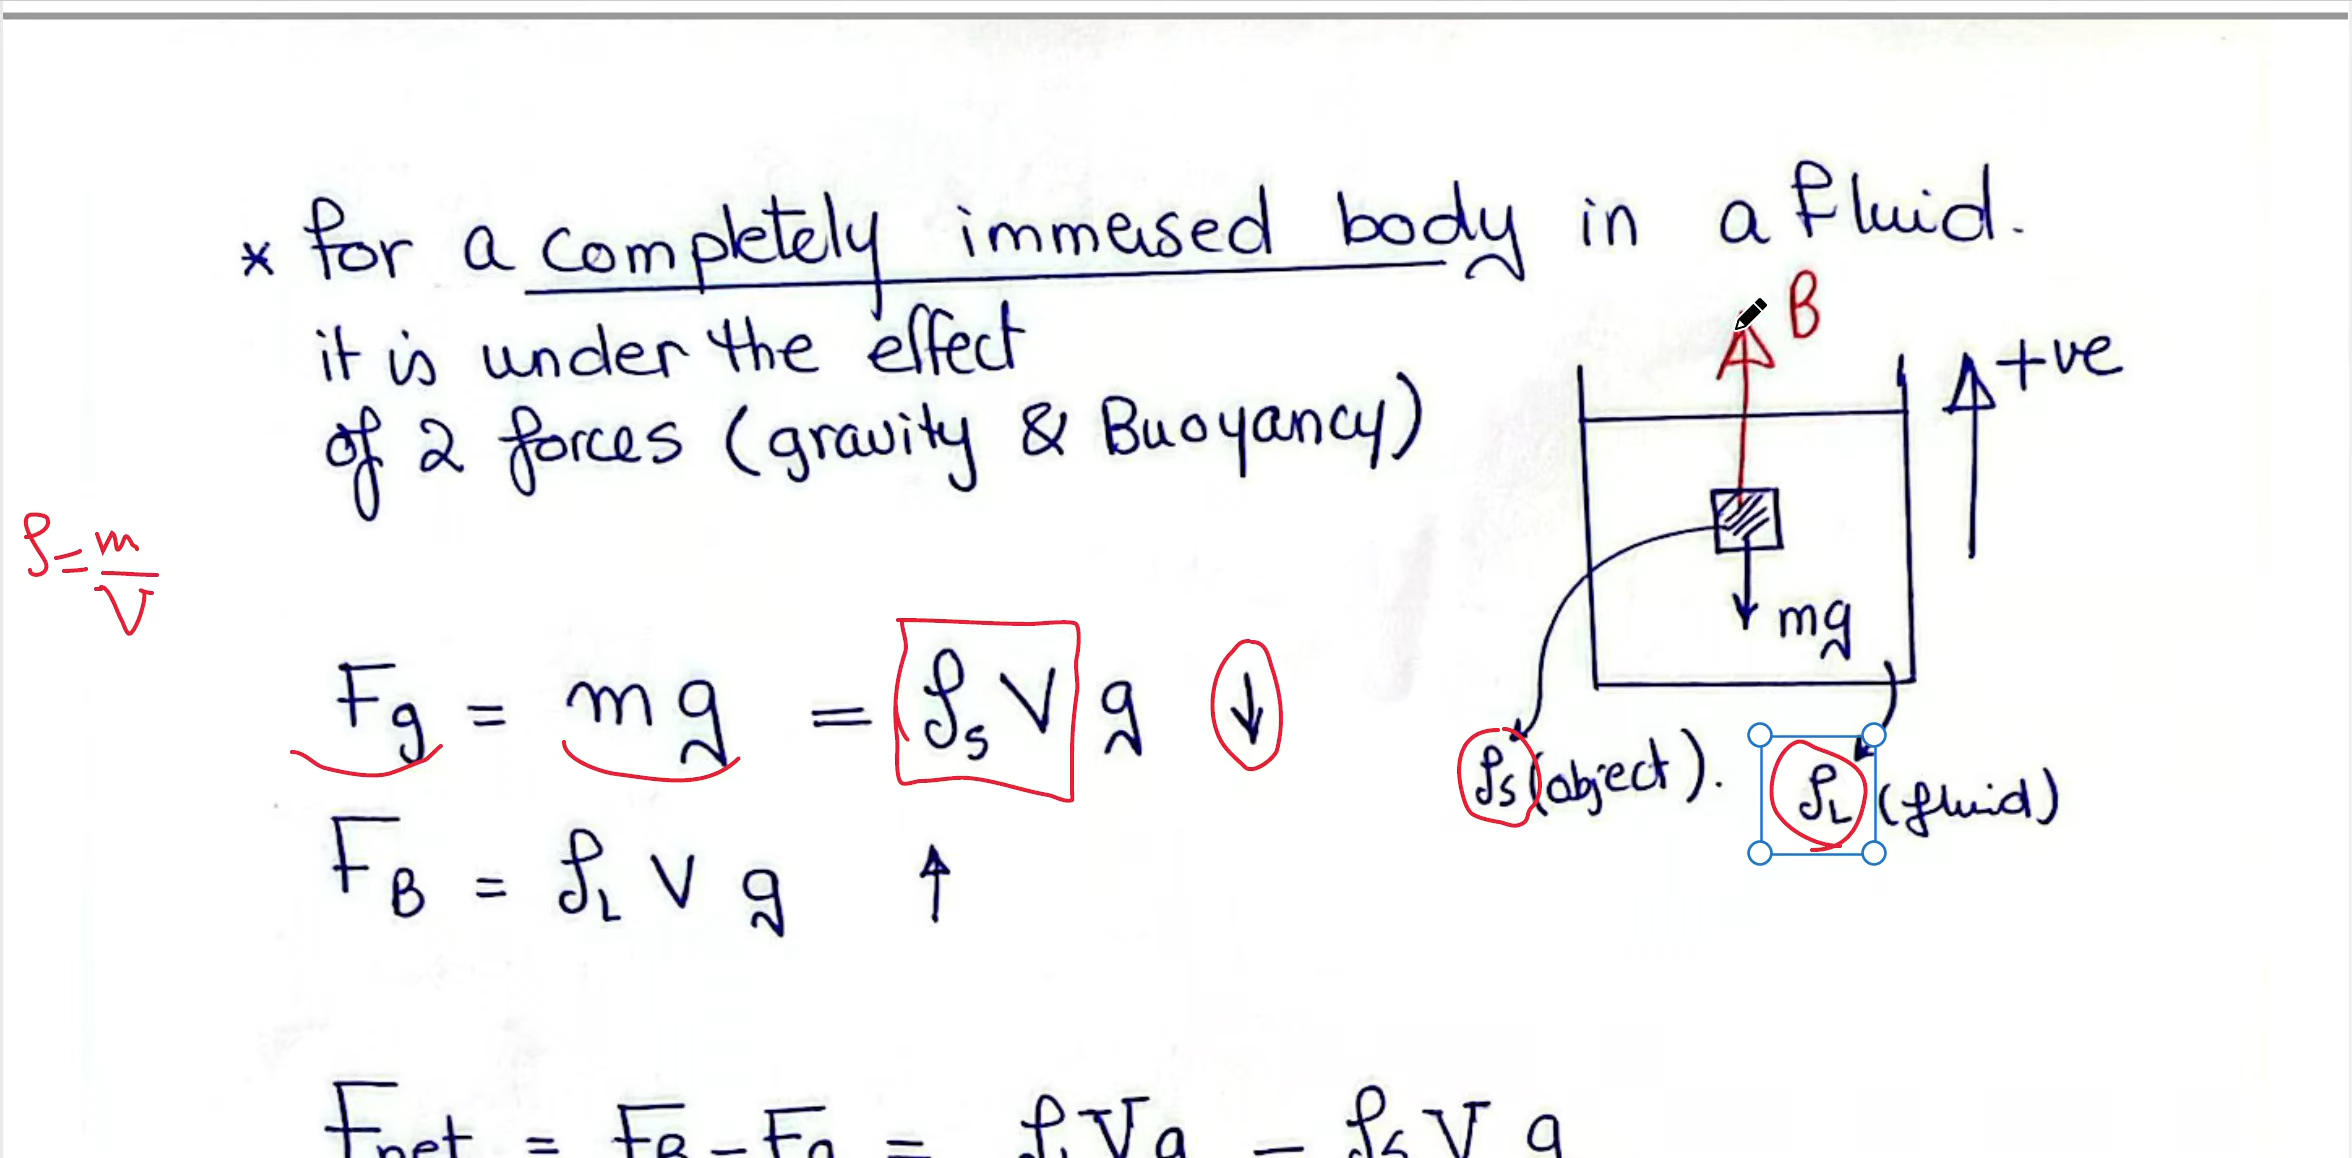 * for a completely immersed body in a fluid.
it is under the effect
of 2 forces (gravity & Buoyancy)
B
+ve
mg
ρs (object). ρL (fluid)
ρ = m
V
Fg = mg = ρs V g ↓
FB = ρL V g ↑
Fnet = FB - Fg = ρL V g - ρs V g